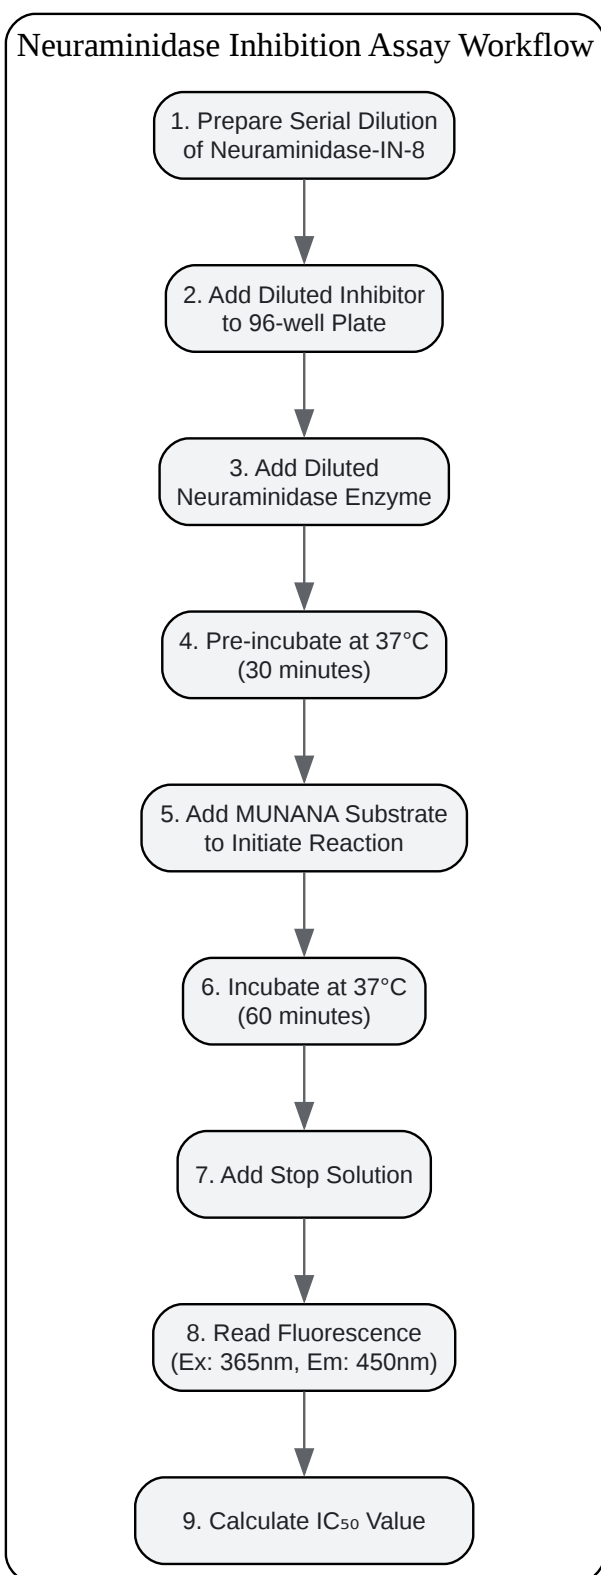 Neuraminidase Inhibition Assay Workflow
1. Prepare Serial Dilution
of Neuraminidase-IN-8
2. Add Diluted Inhibitor
to 96-well Plate
3. Add Diluted
Neuraminidase Enzyme
4. Pre-incubate at 37°C
(30 minutes)
5. Add MUNANA Substrate
to Initiate Reaction
6. Incubate at 37°C
(60 minutes)
7. Add Stop Solution
8. Read Fluorescence
(Ex: 365nm, Em: 450nm)
9. Calculate IC₅₀ Value